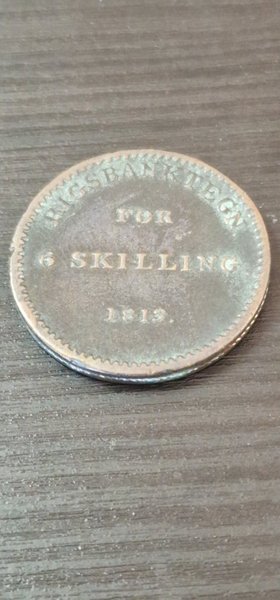 RIGSBANKTEGN
FOR
6 SKILLING
1813.